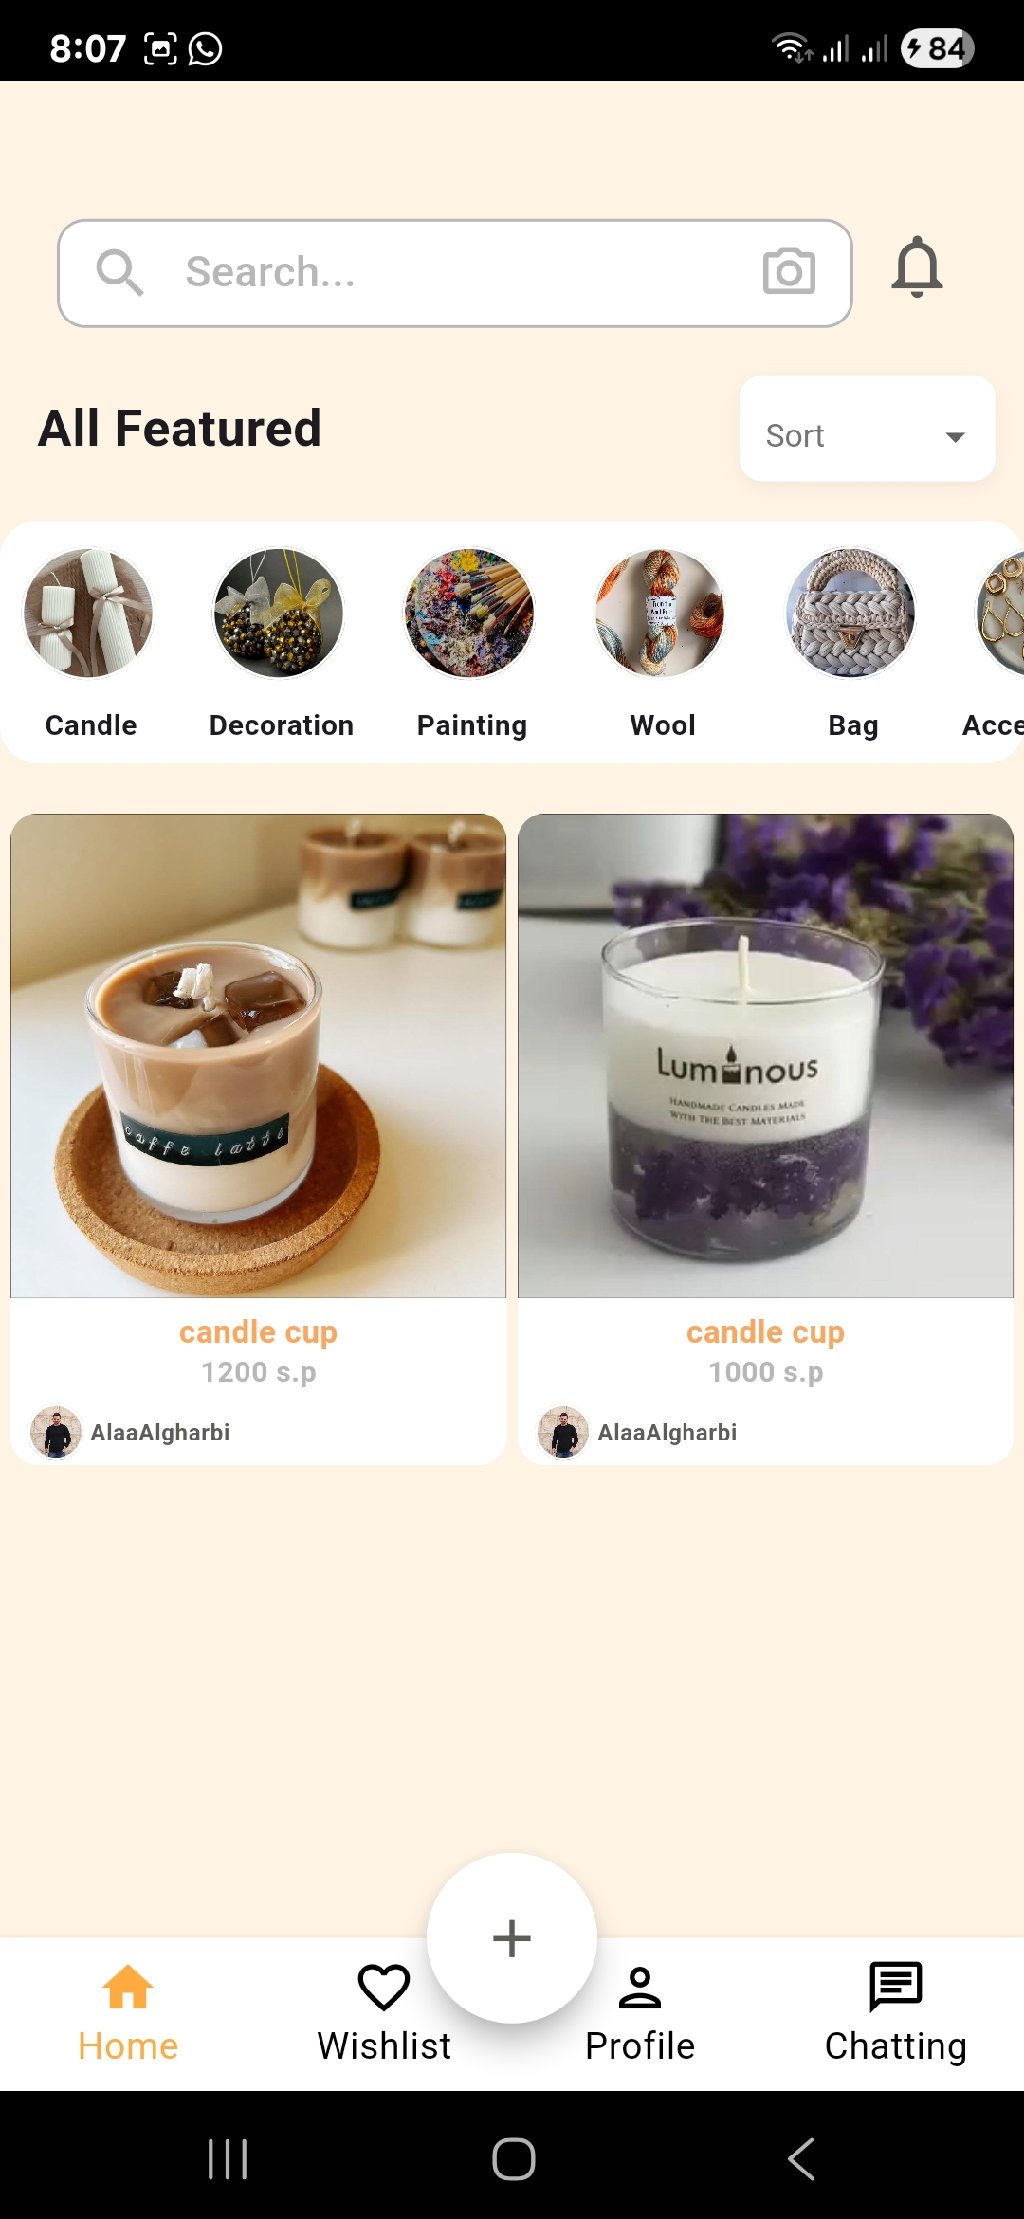 8:07
84
Search...
All Featured
Sort
Candle
Decoration
Painting
Wool
Bag
Acce
caffe latte
Luminous
Handmade Candles Made
With The Best Materials
candle cup
1200 s.p
AlaaAlgharbi
candle cup
1000 s.p
AlaaAlgharbi
Home
Wishlist
Profile
Chatting